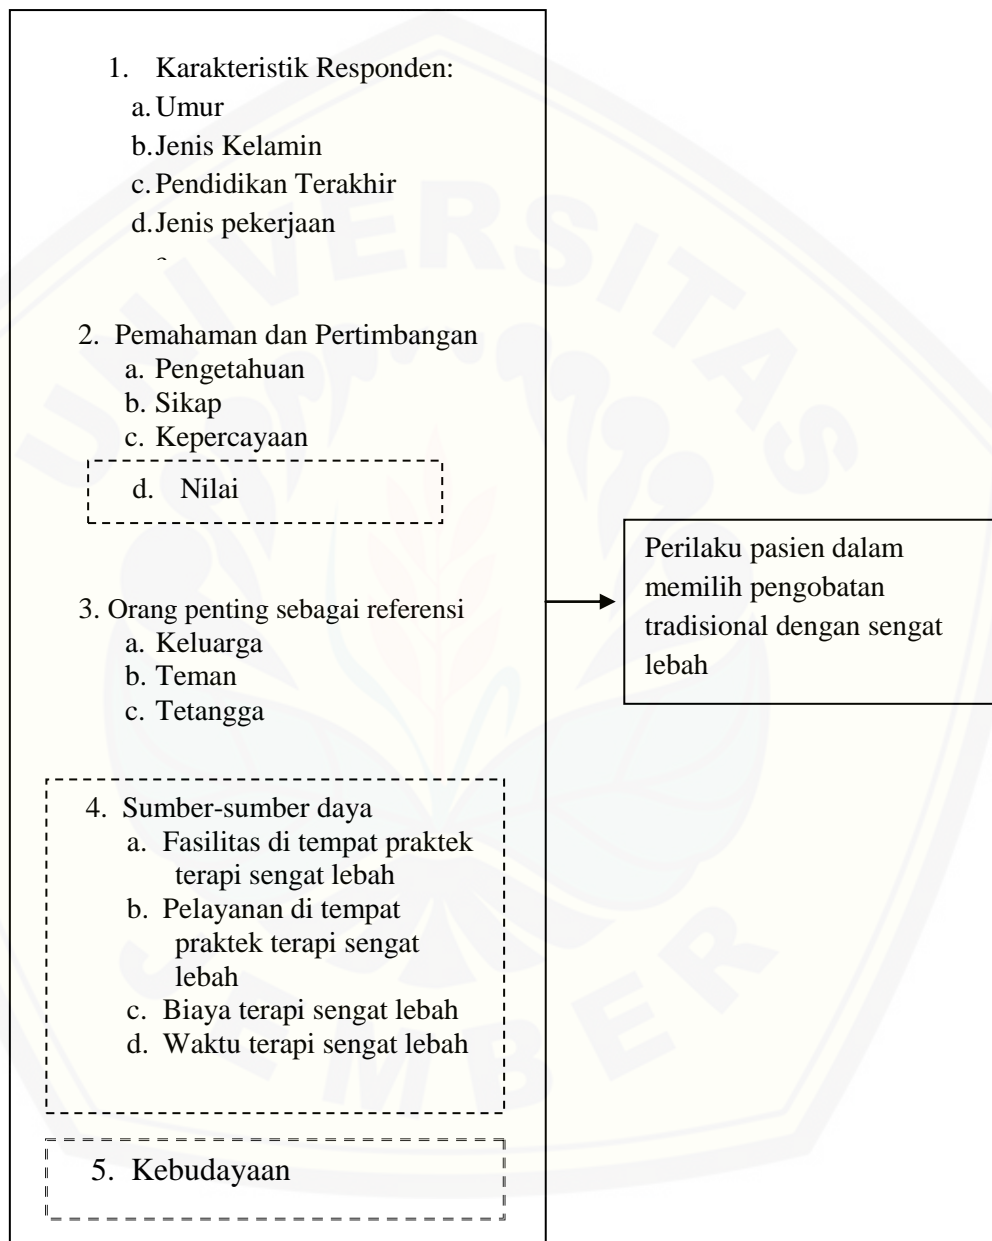 1. Karakteristik Responden:
a. Umur
b. Jenis Kelamin
c. Pendidikan Terakhir
d. Jenis pekerjaan
2. Pemahaman dan Pertimbangan
a. Pengetahuan
b. Sikap
c. Kepercayaan
d. Nilai
3. Orang penting sebagai referensi
a. Keluarga
b. Teman
c. Tetangga
4. Sumber-sumber daya
a. Fasilitas di tempat praktek
terapi sengat lebah
b. Pelayanan di tempat
praktek terapi sengat
lebah
c. Biaya terapi sengat lebah
d. Waktu terapi sengat lebah
5. Kebudayaan
Perilaku pasien dalam
memilih pengobatan
tradisional dengan sengat
lebah
UNIVERSITAS
JEMBER